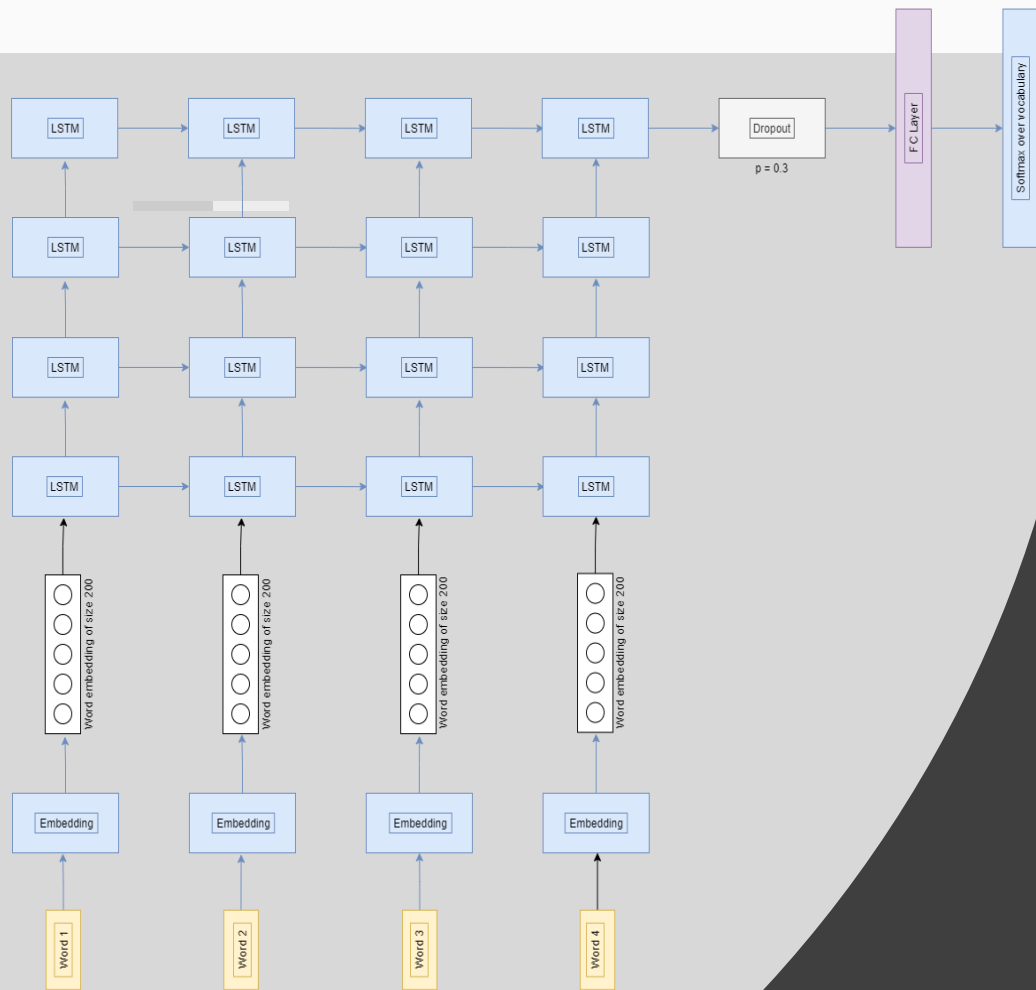 LSTM
LSTM
LSTM
LSTM
Dropout
p = 0.3
FC Layer
Softmax over vocabulary
LSTM
LSTM
LSTM
LSTM
LSTM
LSTM
LSTM
LSTM
LSTM
LSTM
LSTM
LSTM
Word embedding of size 200
Word embedding of size 200
Word embedding of size 200
Word embedding of size 200
Embedding
Embedding
Embedding
Embedding
Word 1
Word 2
Word 3
Word 4